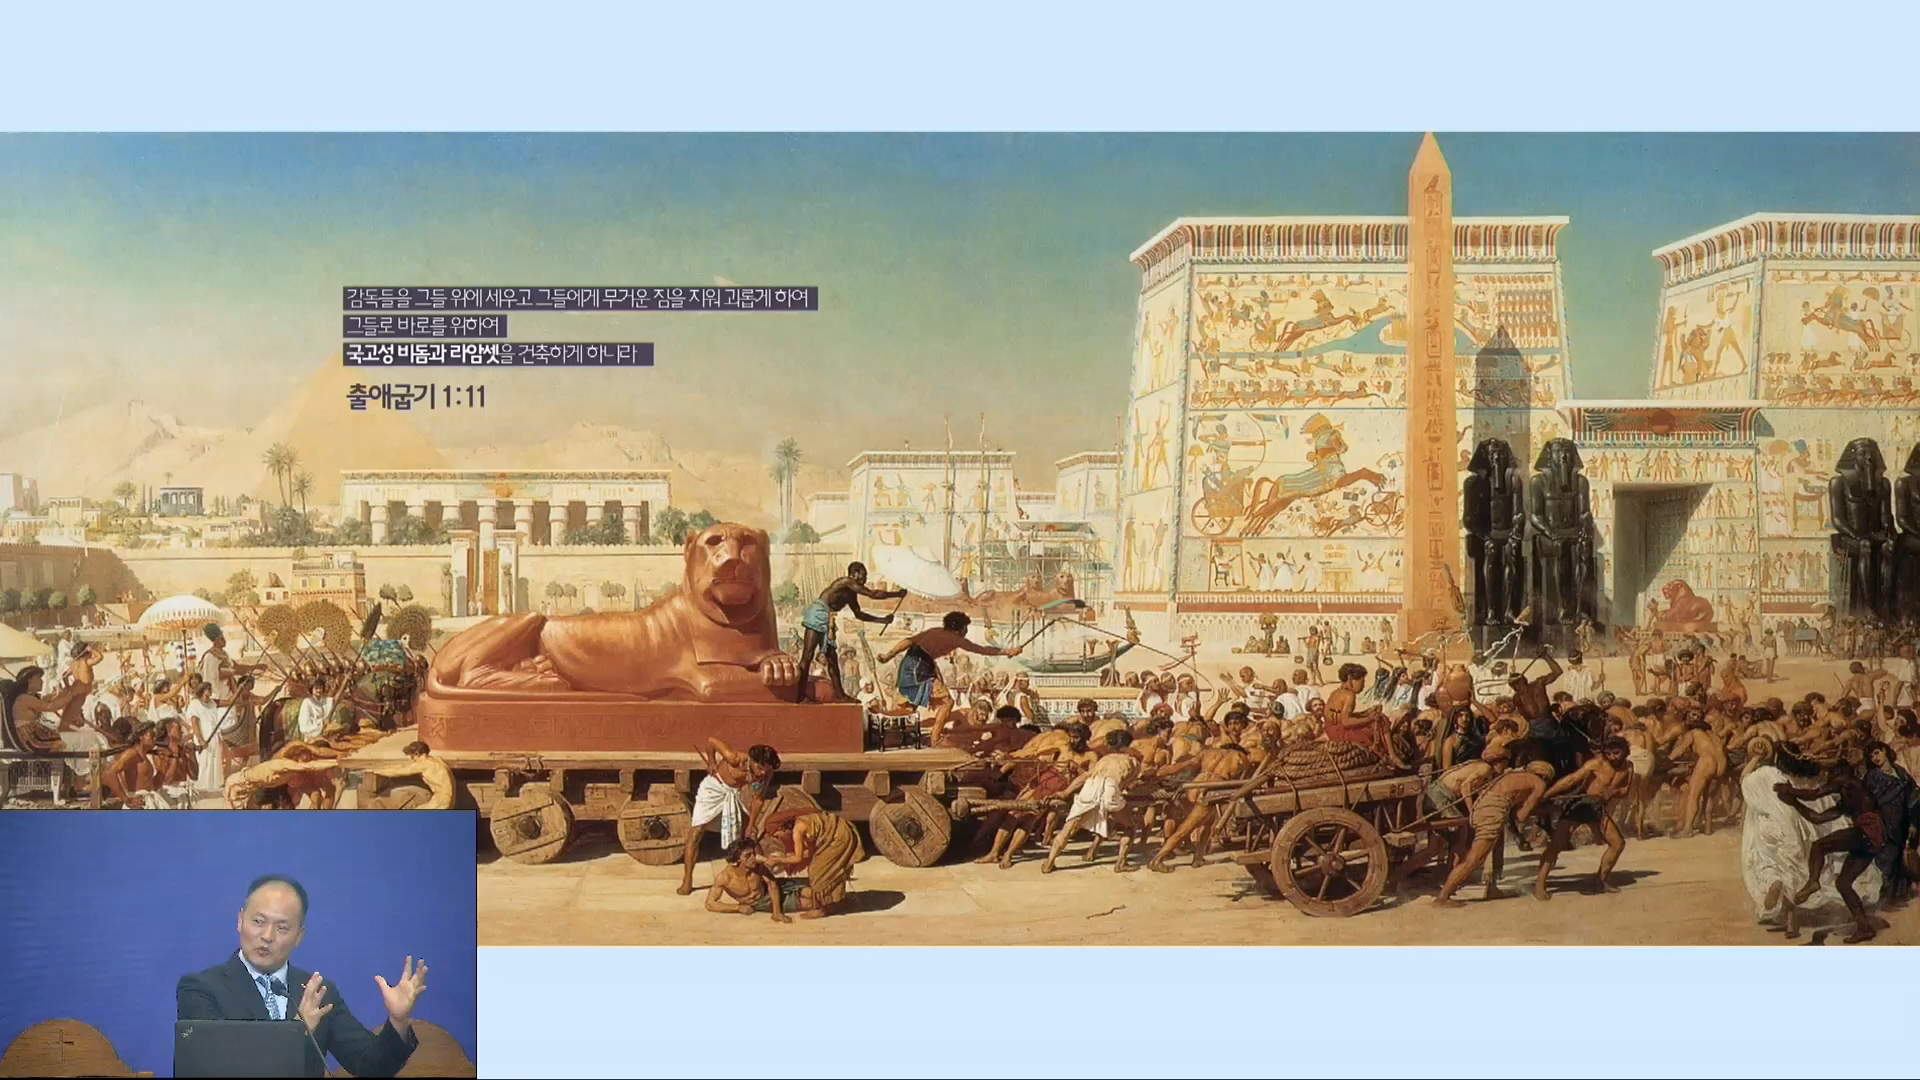 감독들을 그들 위에 세우고 그들에게 무거운 짐을 지워 괴롭게 하여
그들로 바로를 위하여
국고성 비돔과 라암셋을 건축하게 하니라
출애굽기 1:11